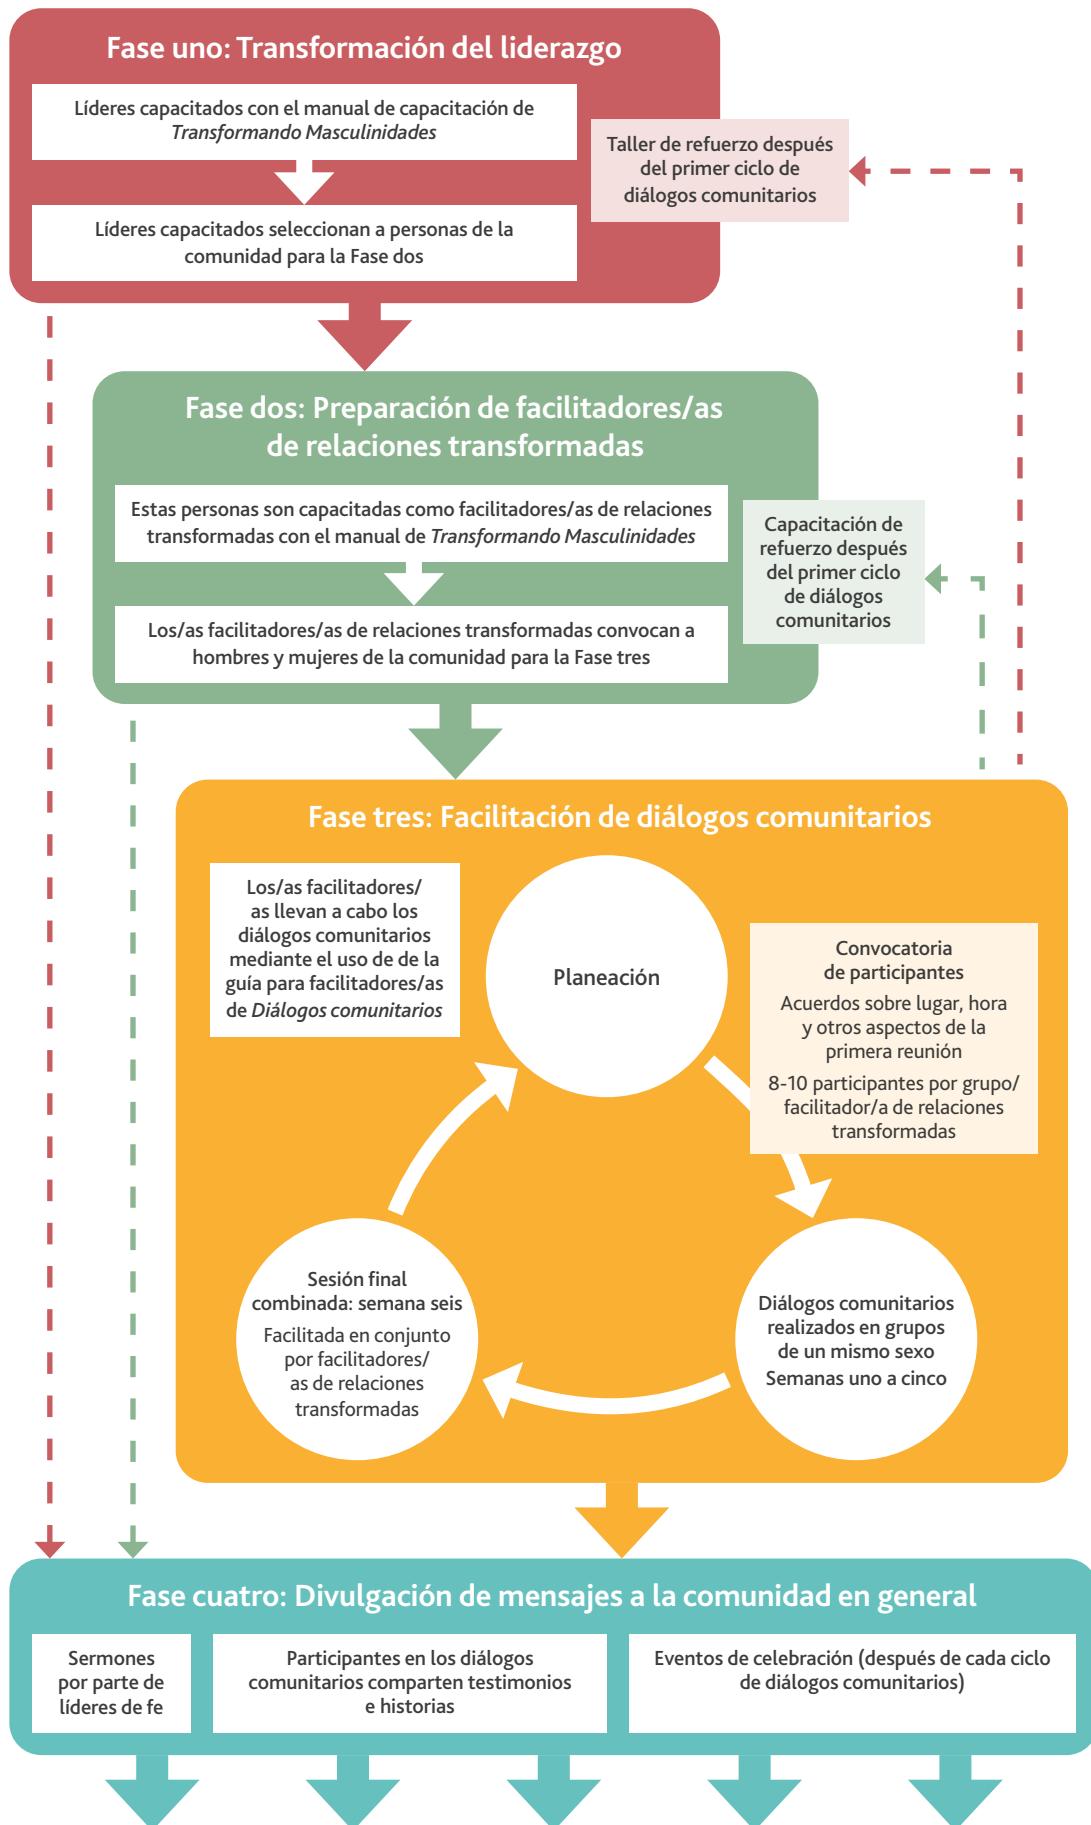 Fase uno: Transformación del liderazgo
Líderes capacitados con el manual de capacitación de
Transformando Masculinidades
Líderes capacitados seleccionan a personas de la
comunidad para la Fase dos
Taller de refuerzo después
del primer ciclo de
diálogos comunitarios
Fase dos: Preparación de facilitadores/as
de relaciones transformadas
Estas personas son capacitadas como facilitadores/as de relaciones
transformadas con el manual de Transformando Masculinidades
Los/as facilitadores/as de relaciones transformadas convocan a
hombres y mujeres de la comunidad para la Fase tres
Capacitación de
refuerzo después
del primer ciclo
de diálogos
comunitarios
Fase tres: Facilitación de diálogos comunitarios
Los/as facilitadores/
as llevan a cabo los
diálogos comunitarios
mediante el uso de de la
guía para facilitadores/as
de Diálogos comunitarios
Planeación
Convocatoria
de participantes
Acuerdos sobre lugar, hora
y otros aspectos de la
primera reunión
8-10 participantes por grupo/
facilitador/a de relaciones
transformadas
Diálogos comunitarios
realizados en grupos
de un mismo sexo
Semanas uno a cinco
Sesión final
combinada: semana seis
Facilitada en conjunto
por facilitadores/
as de relaciones
transformadas
Fase cuatro: Divulgación de mensajes a la comunidad en general
Sermones
por parte de
líderes de fe
Participantes en los diálogos
comunitarios comparten testimonios
e historias
Eventos de celebración (después de cada ciclo
de diálogos comunitarios)